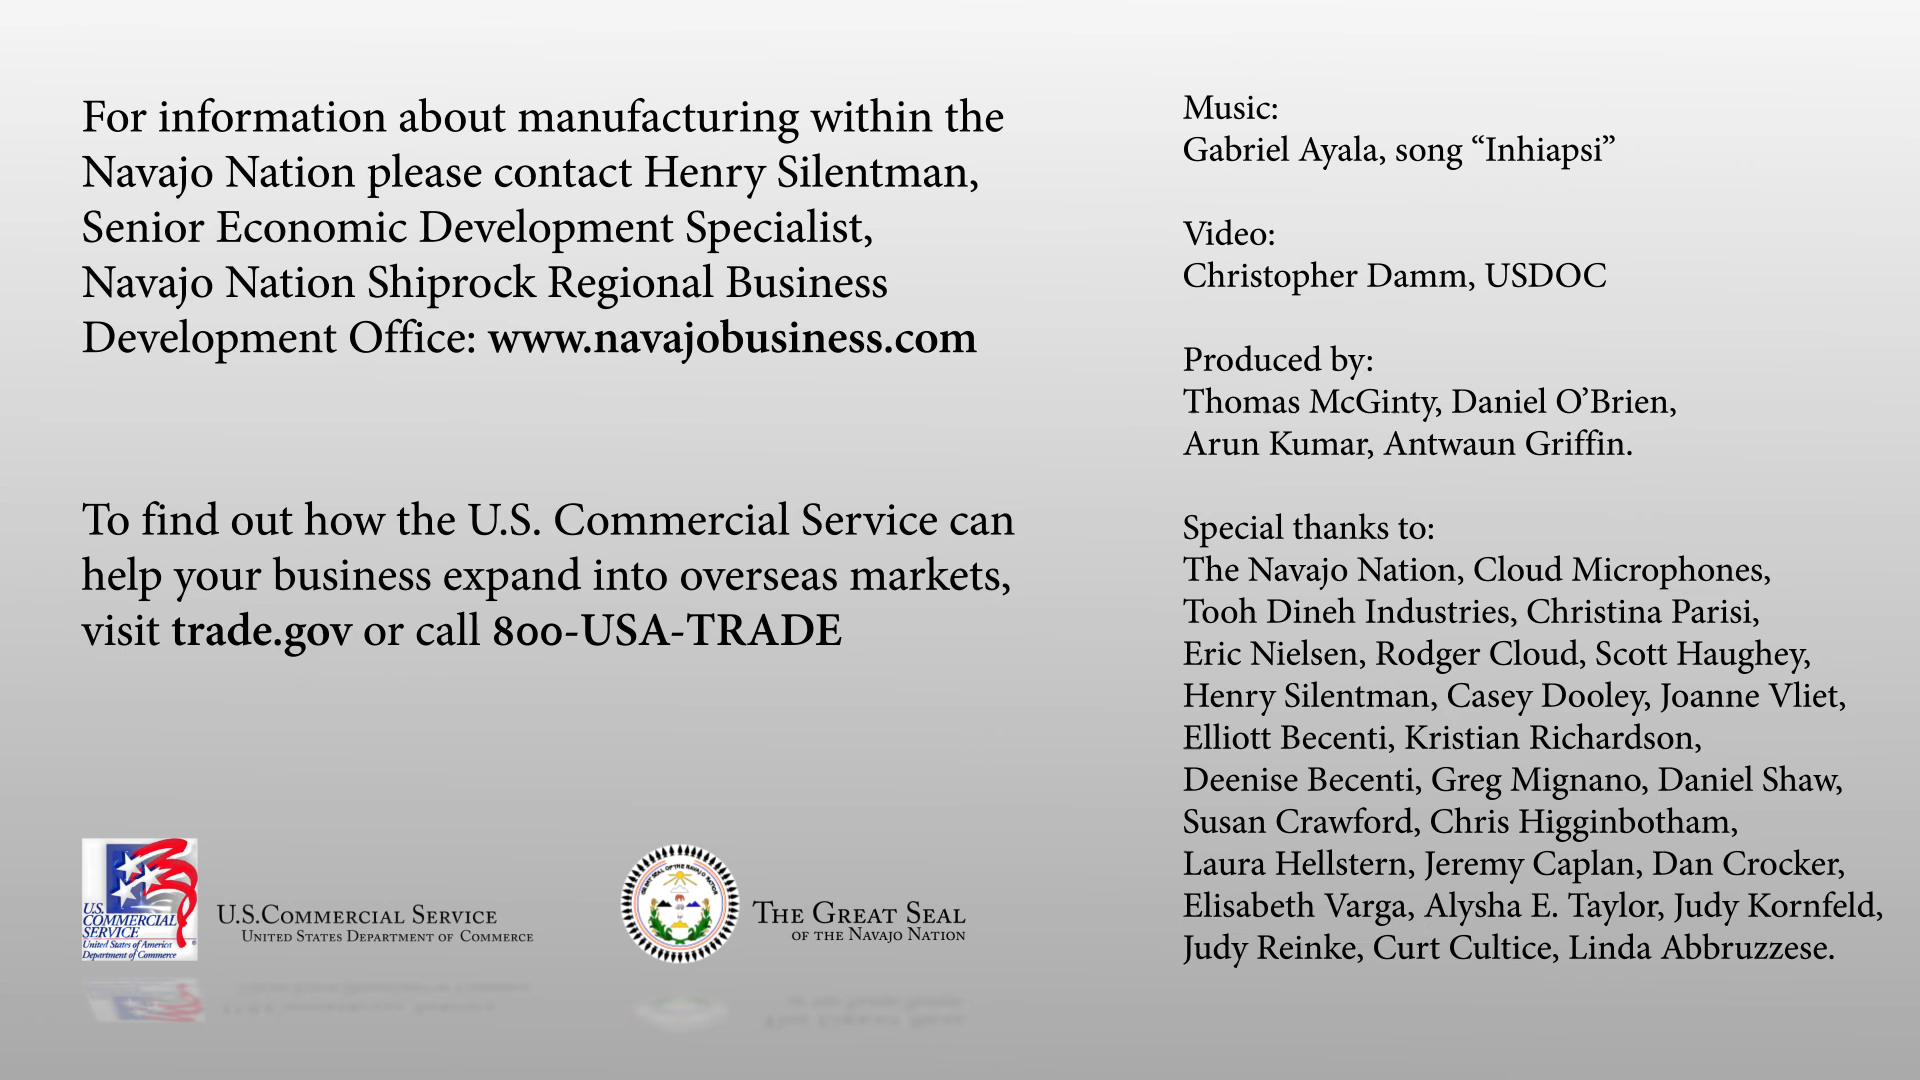 For information about manufacturing within the
Navajo Nation please contact Henry Silentman,
Senior Economic Development Specialist,
Navajo Nation Shiprock Regional Business
Development Office: www.navajobusiness.com
To find out how the U.S. Commercial Service can
help your business expand into overseas markets,
visit trade.gov or call 800-USA-TRADE
U.S.
COMMERCIAL
SERVICE
United States of America
Department of Commerce
U.S.Commercial Service
United States Department of Commerce
The Great Seal
of the Navajo Nation
Music:
Gabriel Ayala, song “Inhiapsi”
Video:
Christopher Damm, USDOC
Produced by:
Thomas McGinty, Daniel O’Brien,
Arun Kumar, Antwaun Griffin.
Special thanks to:
The Navajo Nation, Cloud Microphones,
Tooh Dineh Industries, Christina Parisi,
Eric Nielsen, Rodger Cloud, Scott Haughey,
Henry Silentman, Casey Dooley, Joanne Vliet,
Elliott Becenti, Kristian Richardson,
Deenise Becenti, Greg Mignano, Daniel Shaw,
Susan Crawford, Chris Higginbotham,
Laura Hellstern, Jeremy Caplan, Dan Crocker,
Elisabeth Varga, Alysha E. Taylor, Judy Kornfeld,
Judy Reinke, Curt Cultice, Linda Abbruzzese.